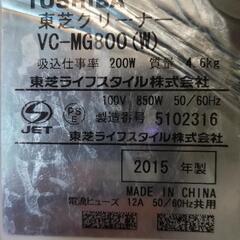 TOSHIBA
東芝クリーナー
VC-MG800(W)
吸込仕事率 200W 質量 4.6kg
東芝ライフスタイル株式会社
100V 850W 50/60Hz
製造番号 5102316
S JET
PSE
東芝ライフスタイル株式会社
2015 年製
MADE IN CHINA
電流ヒューズ 12A 50/60Hz共用